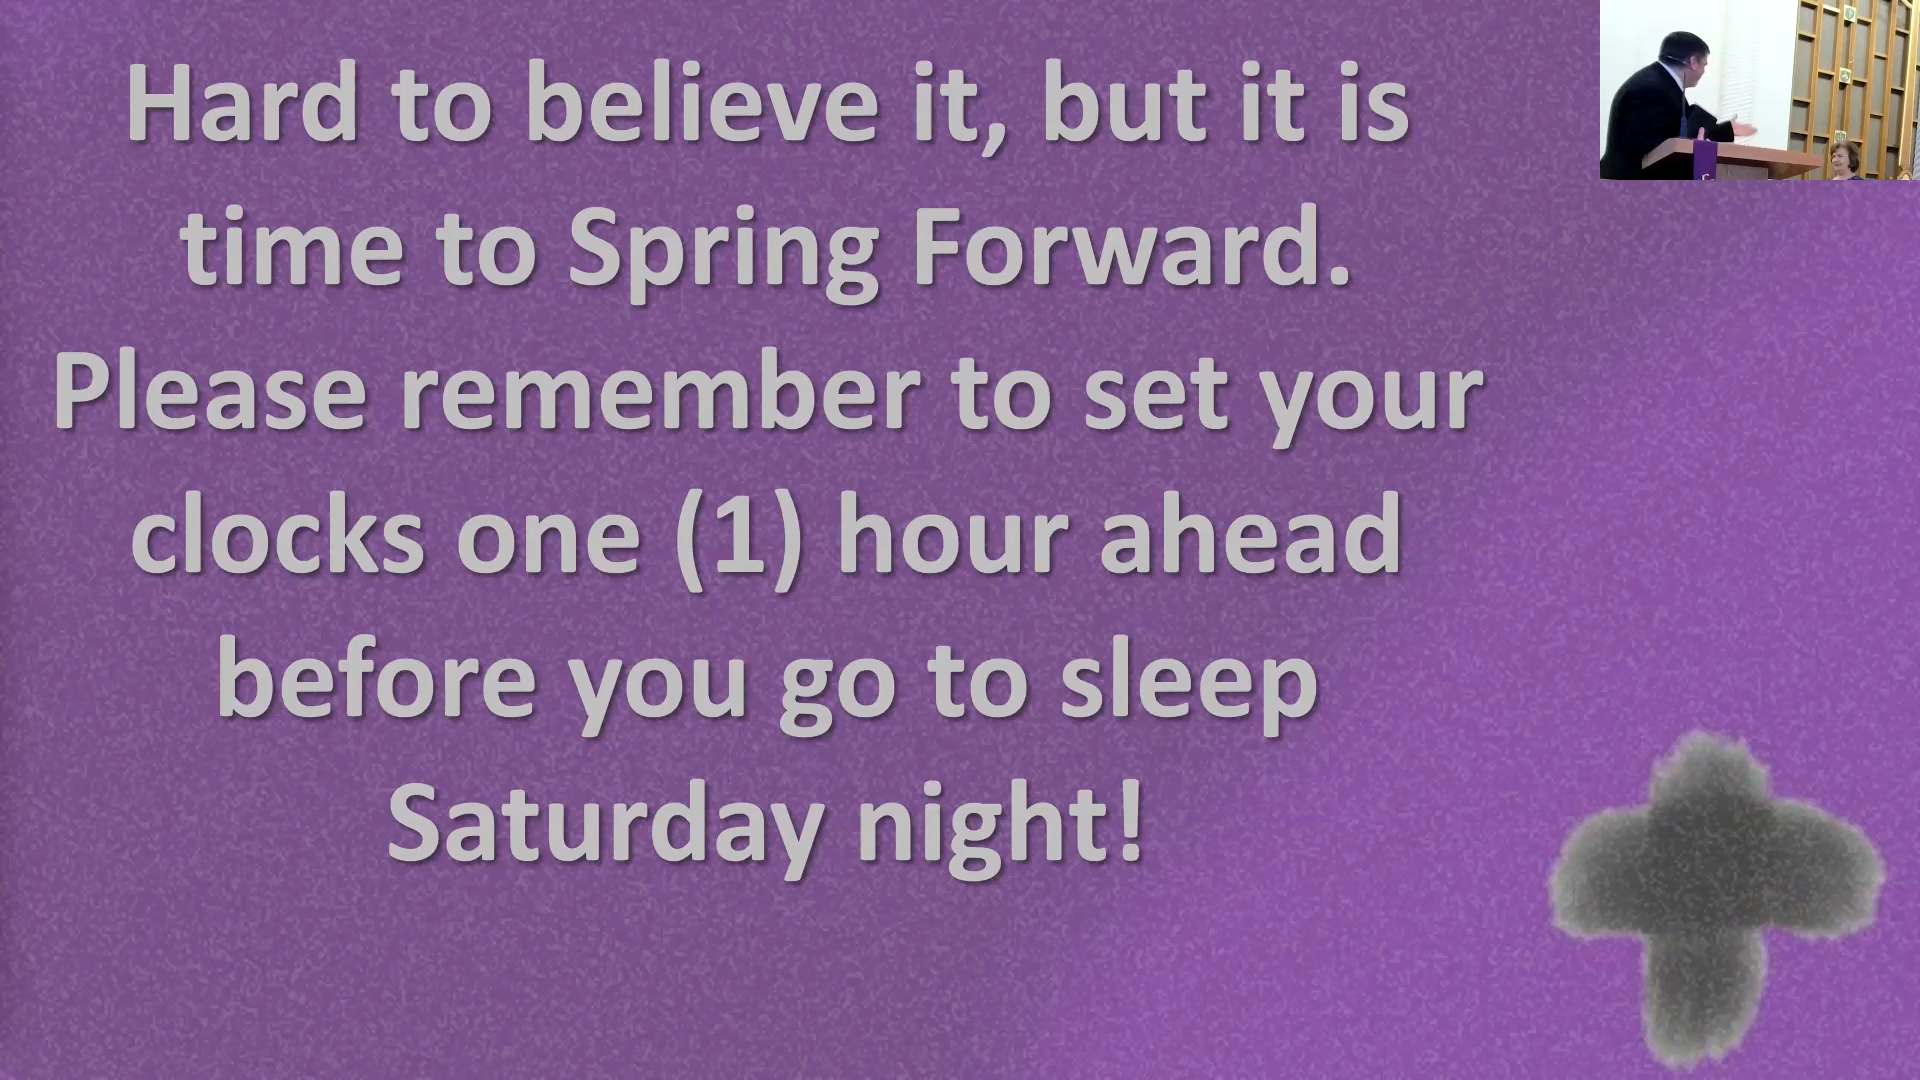 Hard to believe it, but it is
time to Spring Forward.
Please remember to set your
clocks one (1) hour ahead
before you go to sleep
Saturday night!